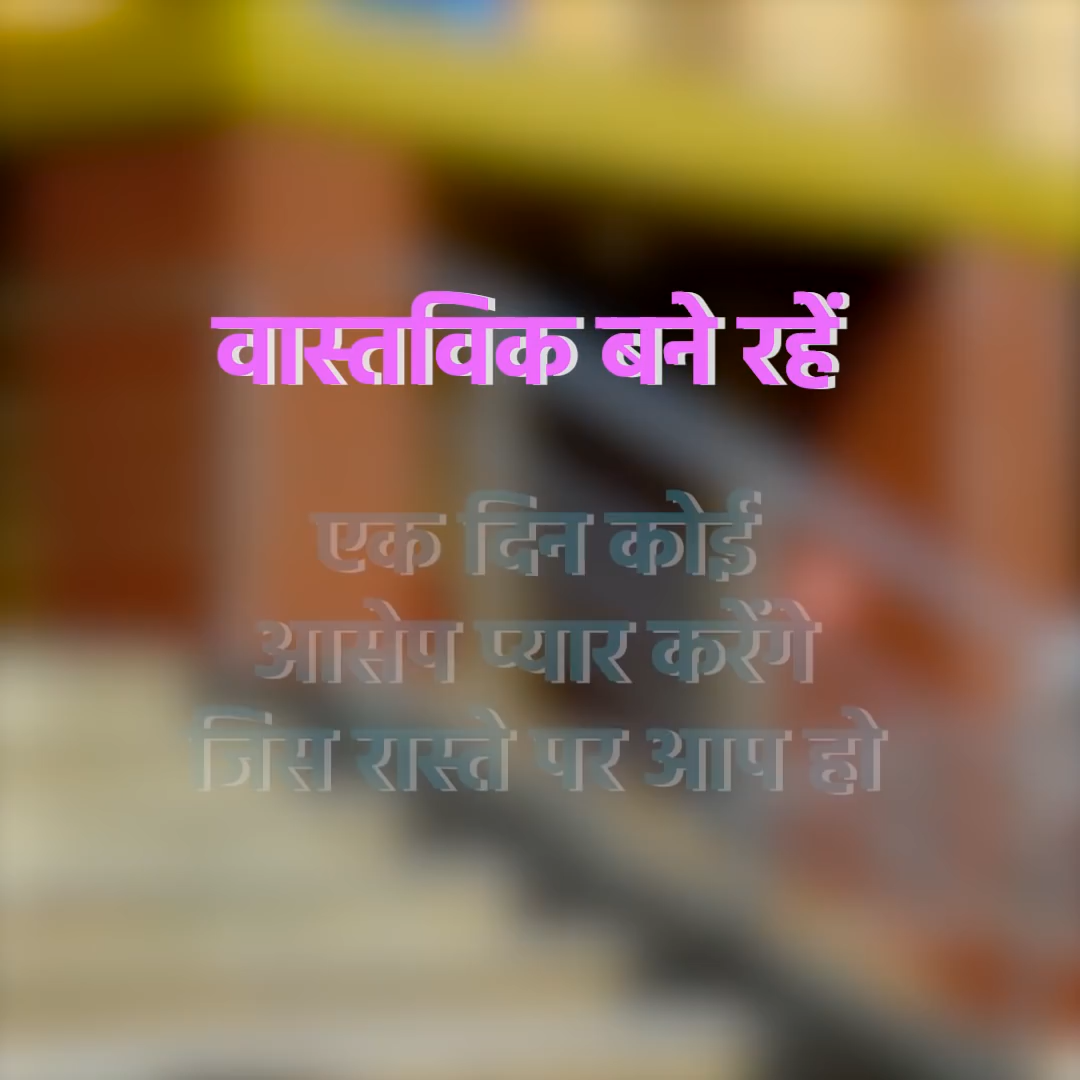 वास्तविक बने रहें
एक दिन कोई
आसेप प्यार करेंगे
जिस रास्ते पर आप हो